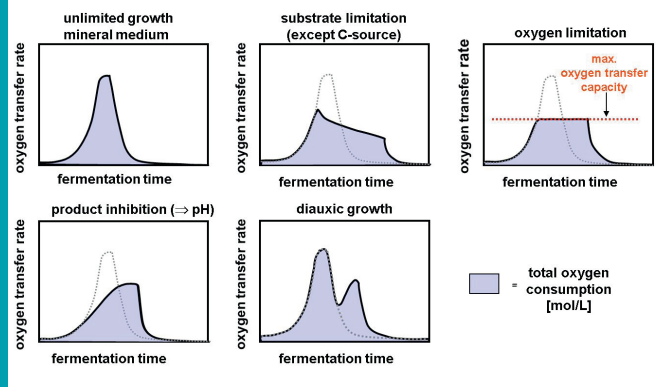 unlimited growth
mineral medium
oxygen transfer rate
fermentation time
substrate limitation
(except C-source)
oxygen transfer rate
fermentation time
oxygen limitation
max.
oxygen transfer
capacity
oxygen transfer rate
fermentation time
product inhibition (⇒ pH)
oxygen transfer rate
fermentation time
diauxic growth
oxygen transfer rate
fermentation time
= total oxygen
consumption
[mol/L]